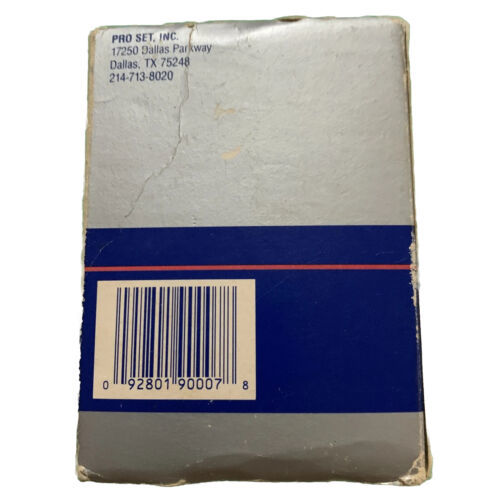 PRO SET, INC.
17250 Dallas Parkway
Dallas, TX 75248
214-713-8020
0 92801 90007 8